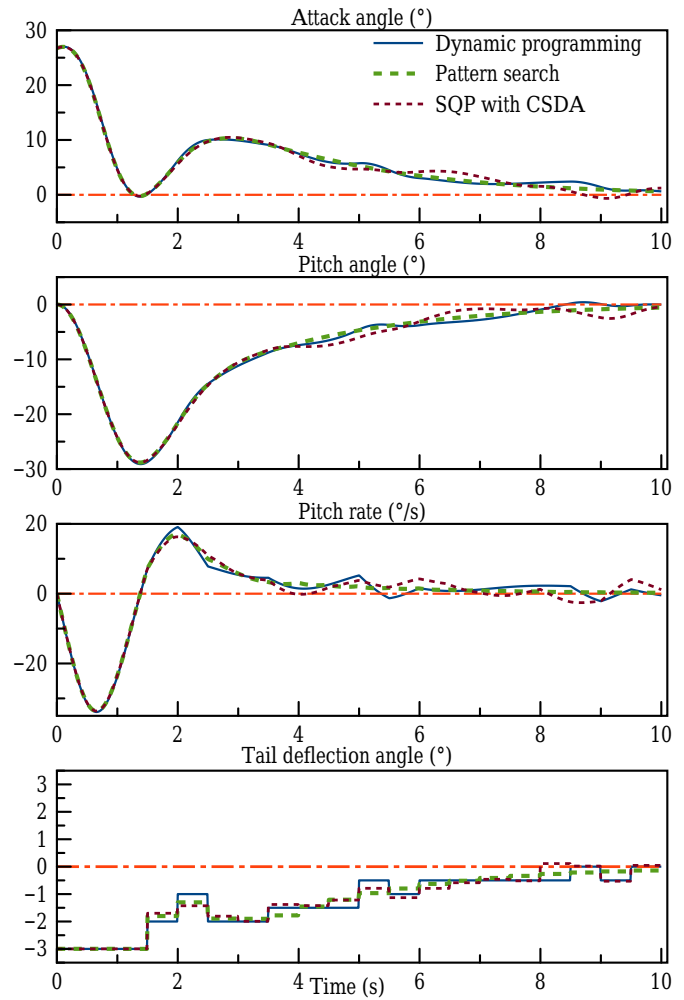 Attack angle (°)
30
20
10
0
Dynamic programming
Pattern search
SQP with CSDA
0 2 4 6 8 10
Pitch angle (°)
0
−10
−20
−30
0 2 4 6 8 10
Pitch rate (°/s)
20
0
−20
0 2 4 6 8 10
Tail deflection angle (°)
3
2
1
0
−1
−2
−3
0 2 4 6 8 10
Time (s)